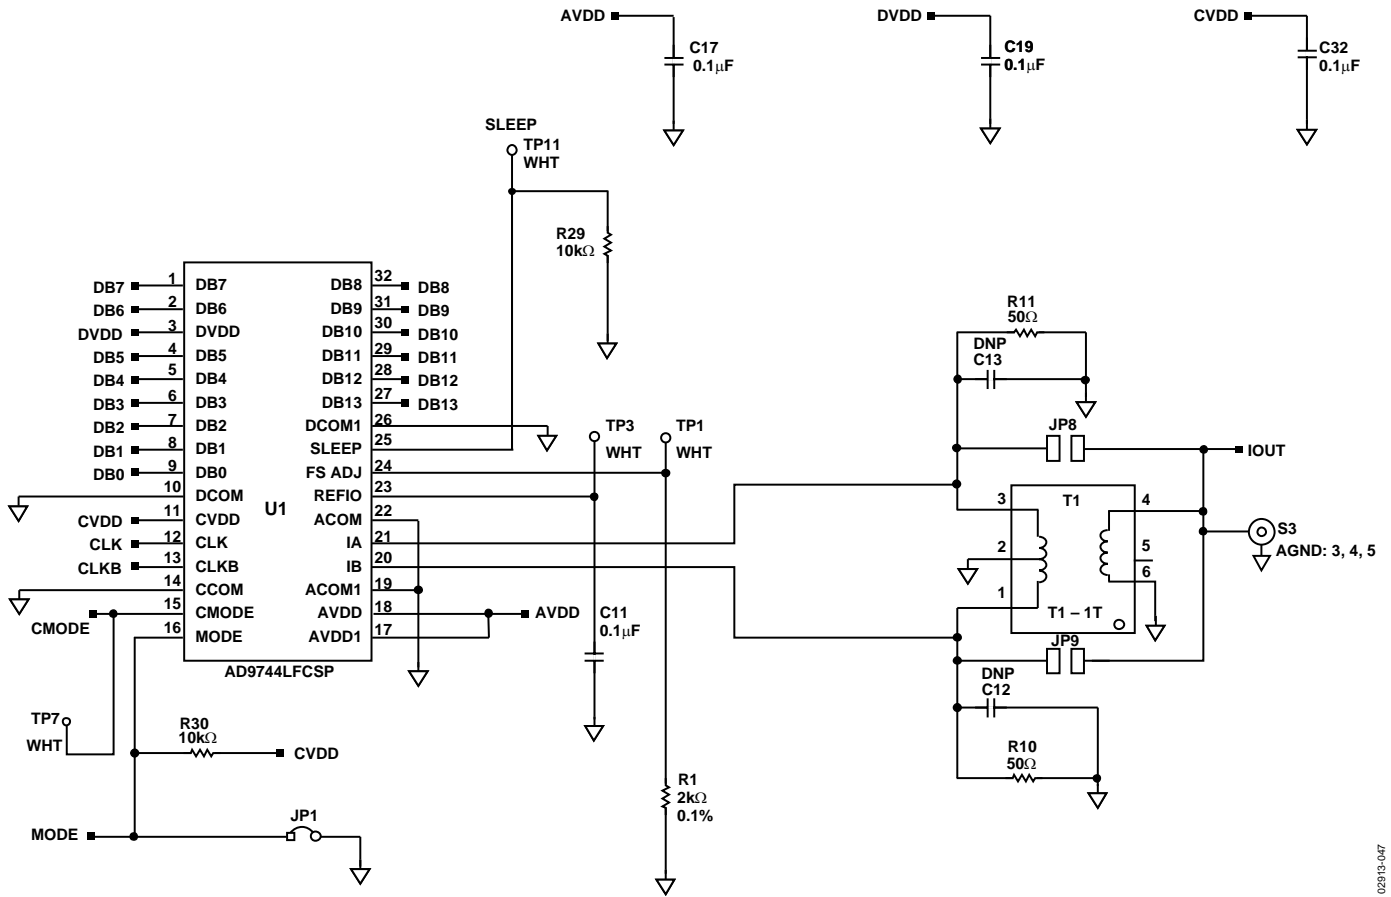 AVDD
C17
0.1μF
DVDD
C19
0.1μF
CVDD
C32
0.1μF
SLEEP
TP11
WHT
R29
10kΩ
DB7 1 DB7
DB6 2 DB6
DVDD 3 DVDD
DB5 4 DB5
DB4 5 DB4
DB3 6 DB3
DB2 7 DB2
DB1 8 DB1
DB0 9 DB0
10 DCOM
CVDD 11 CVDD
CLK 12 CLK
CLKB 13 CLKB
14 CCOM
CMODE 15 CMODE
16 MODE
U1
DB8 32 DB8
DB9 31 DB9
DB10 30 DB10
DB11 29 DB11
DB12 28 DB12
DB13 27 DB13
DCOM1 26
SLEEP 25
FS ADJ 24
REFIO 23
ACOM 22
IA 21
IB 20
ACOM1 19
AVDD 18 AVDD
AVDD1 17
AD9744LFCSP
TP3
WHT
TP1
WHT
C11
0.1μF
R1
2kΩ
0.1%
TP7
WHT
R30
10kΩ
CVDD
MODE
JP1
R11
50Ω
DNP
C13
JP8
IOUT
3
2
1
T1
4
5
6
T1 – 1T
S3
AGND: 3, 4, 5
JP9
DNP
C12
R10
50Ω
02913-047